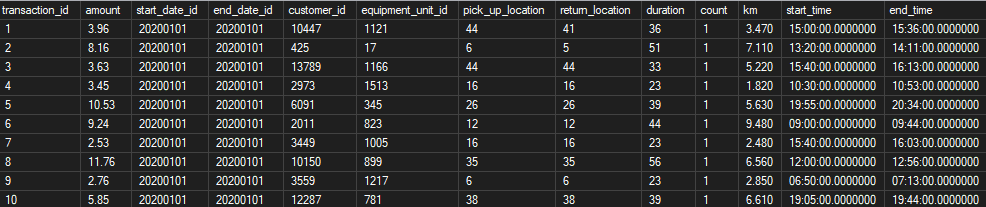 transaction_id amount start_date_id end_date_id customer_id equipment_unit_id pick_up_location return_location duration count km start_time end_time
1 3.96 20200101 20200101 10447 1121 44 41 36 1 3.470 15:00:00.0000000 15:36:00.0000000
2 8.16 20200101 20200101 425 17 6 5 51 1 7.110 13:20:00.0000000 14:11:00.0000000
3 3.63 20200101 20200101 13789 1166 44 44 33 1 5.220 15:40:00.0000000 16:13:00.0000000
4 3.45 20200101 20200101 2973 1513 16 16 23 1 1.820 10:30:00.0000000 10:53:00.0000000
5 10.53 20200101 20200101 6091 345 26 26 39 1 5.630 19:55:00.0000000 20:34:00.0000000
6 9.24 20200101 20200101 2011 823 12 12 44 1 9.480 09:00:00.0000000 09:44:00.0000000
7 2.53 20200101 20200101 3449 1005 16 16 23 1 2.480 15:40:00.0000000 16:03:00.0000000
8 11.76 20200101 20200101 10150 899 35 35 56 1 6.560 12:00:00.0000000 12:56:00.0000000
9 2.76 20200101 20200101 3559 1217 6 6 23 1 2.850 06:50:00.0000000 07:13:00.0000000
10 5.85 20200101 20200101 12287 781 38 38 39 1 6.610 19:05:00.0000000 19:44:00.0000000